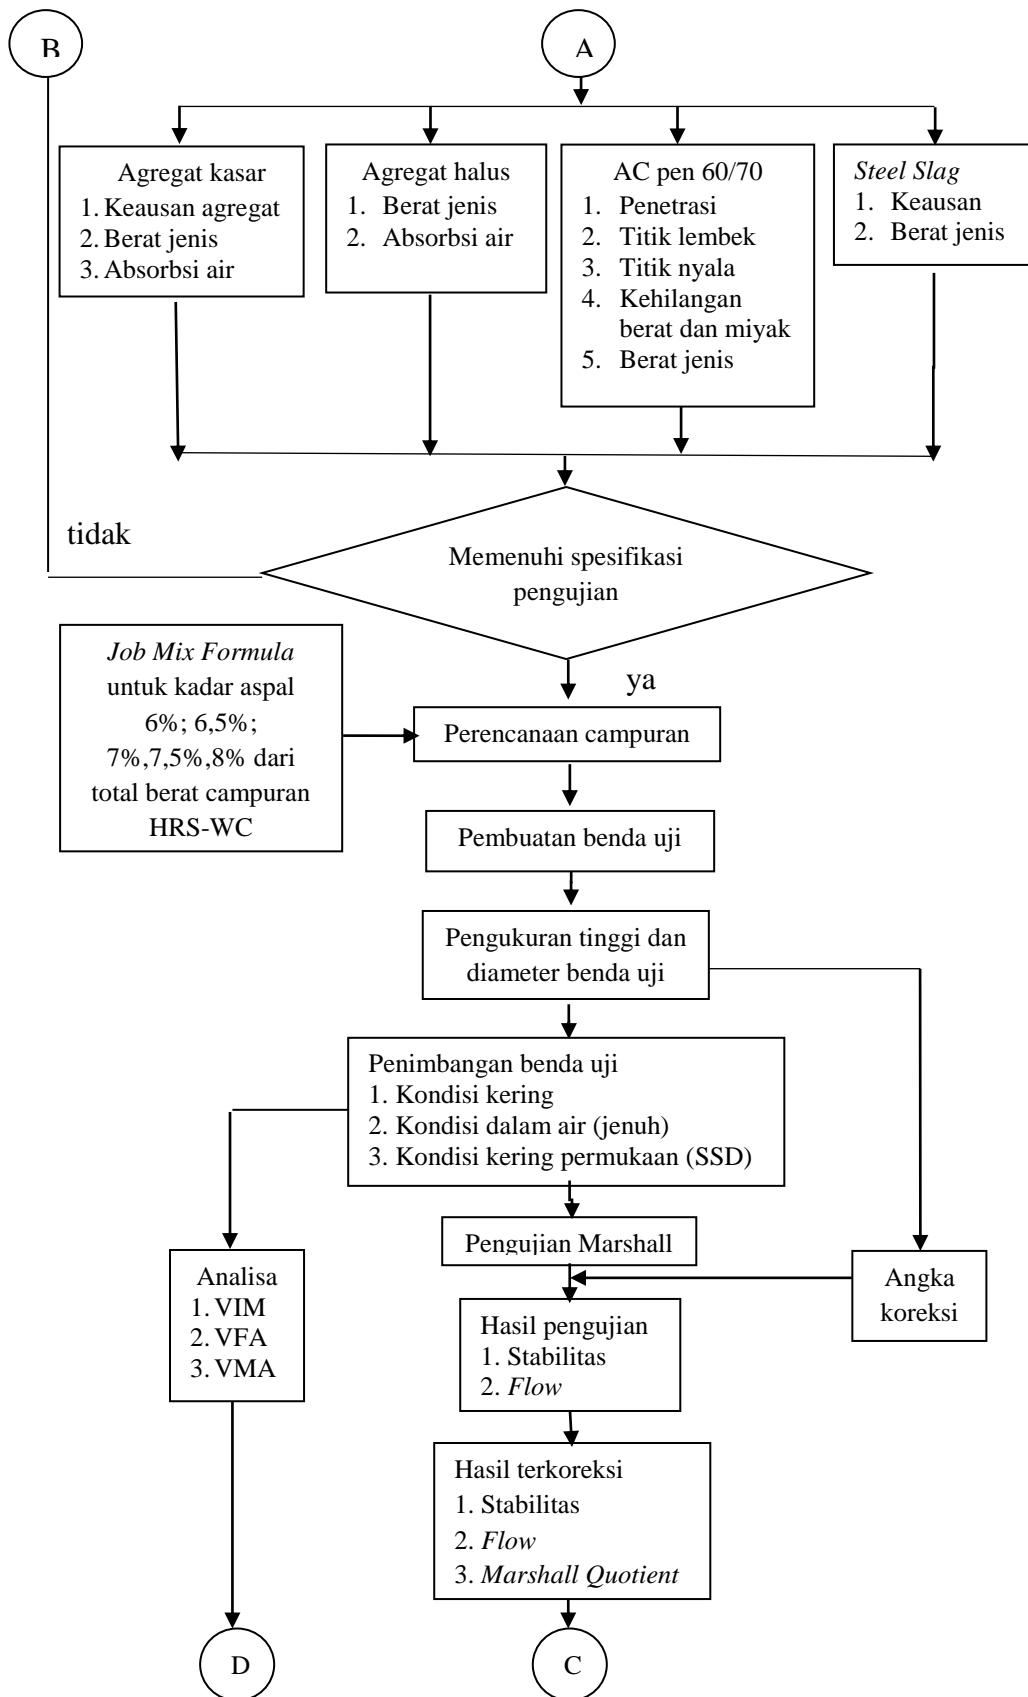 B
A
Agregat kasar
1. Keausan agregat
2. Berat jenis
3. Absorbsi air
Agregat halus
1. Berat jenis
2. Absorbsi air
AC pen 60/70
1. Penetrasi
2. Titik lembek
3. Titik nyala
4. Kehilangan
berat dan miyak
5. Berat jenis
Steel Slag
1. Keausan
2. Berat jenis
tidak
Memenuhi spesifikasi
pengujian
ya
Job Mix Formula
untuk kadar aspal
6%; 6,5%;
7%,7,5%,8% dari
total berat campuran
HRS-WC
Perencanaan campuran
Pembuatan benda uji
Pengukuran tinggi dan
diameter benda uji
Penimbangan benda uji
1. Kondisi kering
2. Kondisi dalam air (jenuh)
3. Kondisi kering permukaan (SSD)
Pengujian Marshall
Analisa
1. VIM
2. VFA
3. VMA
Angka
koreksi
Hasil pengujian
1. Stabilitas
2. Flow
Hasil terkoreksi
1. Stabilitas
2. Flow
3. Marshall Quotient
D
C